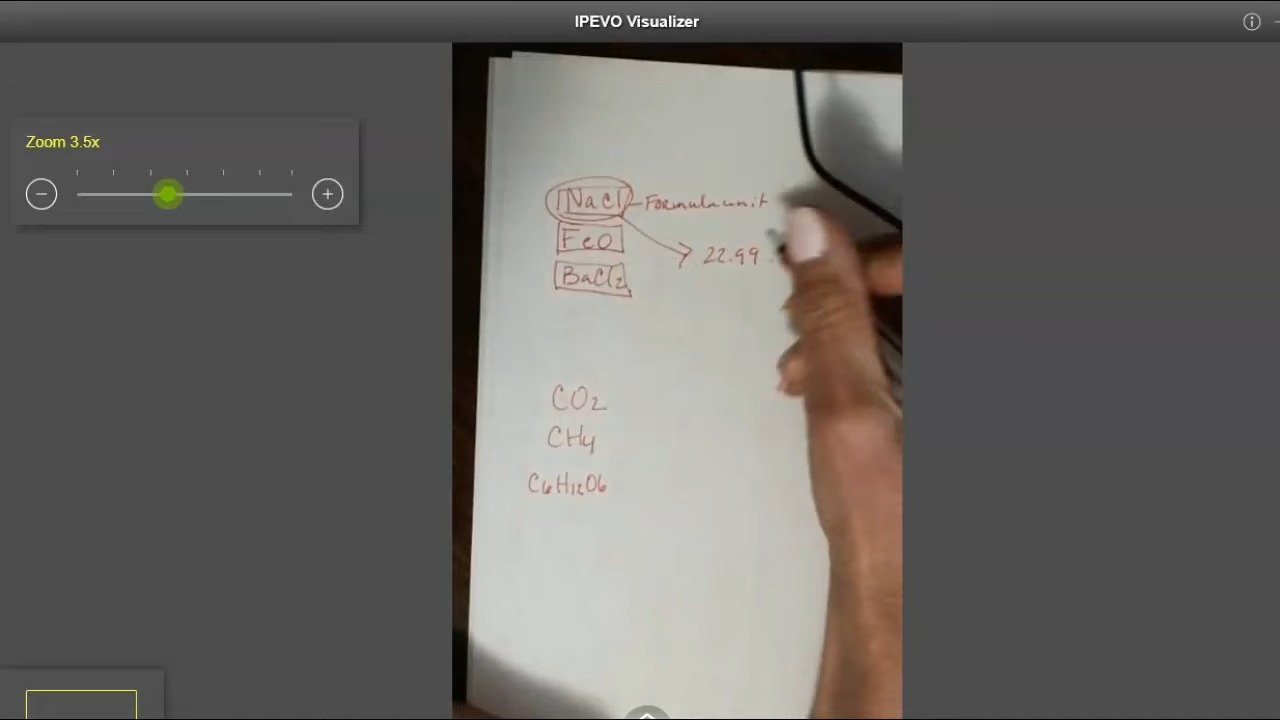 IPEVO Visualizer
Zoom 3.5x
NaCl - Formula unit
FeO
22.99
BaCl2
CO2
CH4
C6H12O6